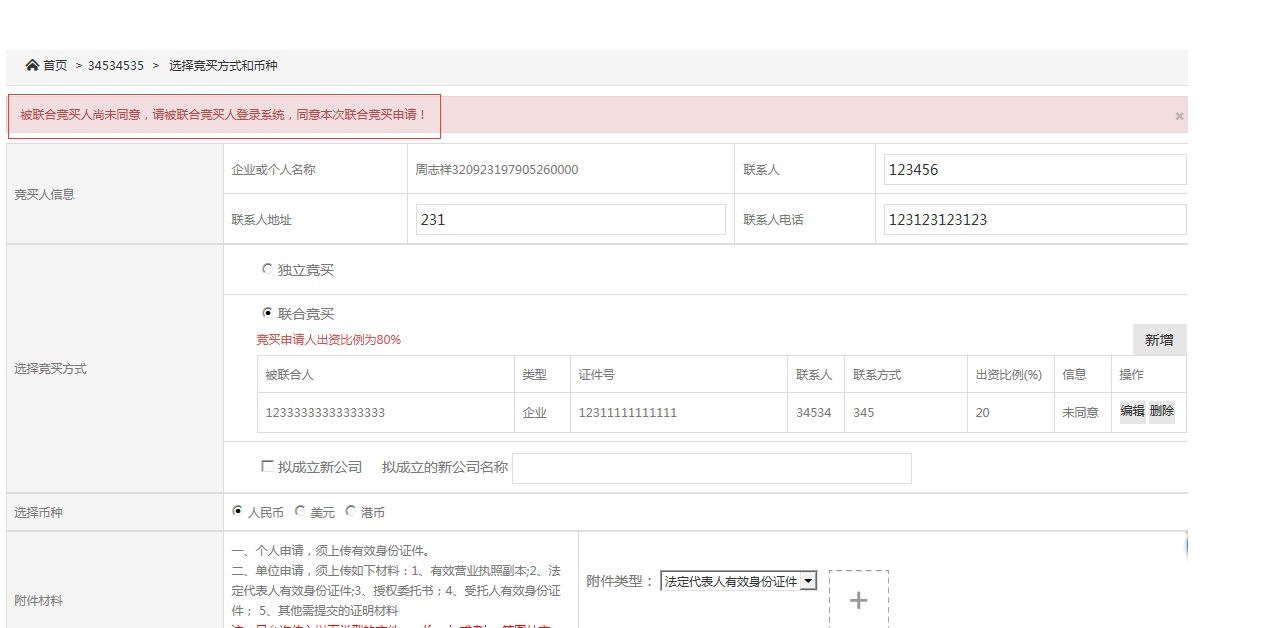 首页 > 34534535 > 选择竞买方式和币种
被联合竞买人尚未同意，请被联合竞买人登录系统，同意本次联合竞买申请！ ×
竞买人信息
企业或个人名称 周志祥320923197905260000 联系人 123456
联系人地址 231 联系人电话 123123123123
选择竞买方式
独立竞买
联合竞买
竞买申请人出资比例为80%
新增
被联合人 类型 证件号 联系人 联系方式 出资比例(%) 信息 操作
12333333333333333 企业 12311111111111 34534 345 20 未同意 编辑 删除
拟成立新公司 拟成立的新公司名称
选择币种 人民币 美元 港币
附件材料
一、个人申请，须上传有效身份证件。
二、单位申请，须上传如下材料：1、有效营业执照副本;2、法
定代表人有效身份证件;3、授权委托书；4、受托人有效身份证
件； 5、其他需提交的证明材料
附件类型： 法定代表人有效身份证件
+